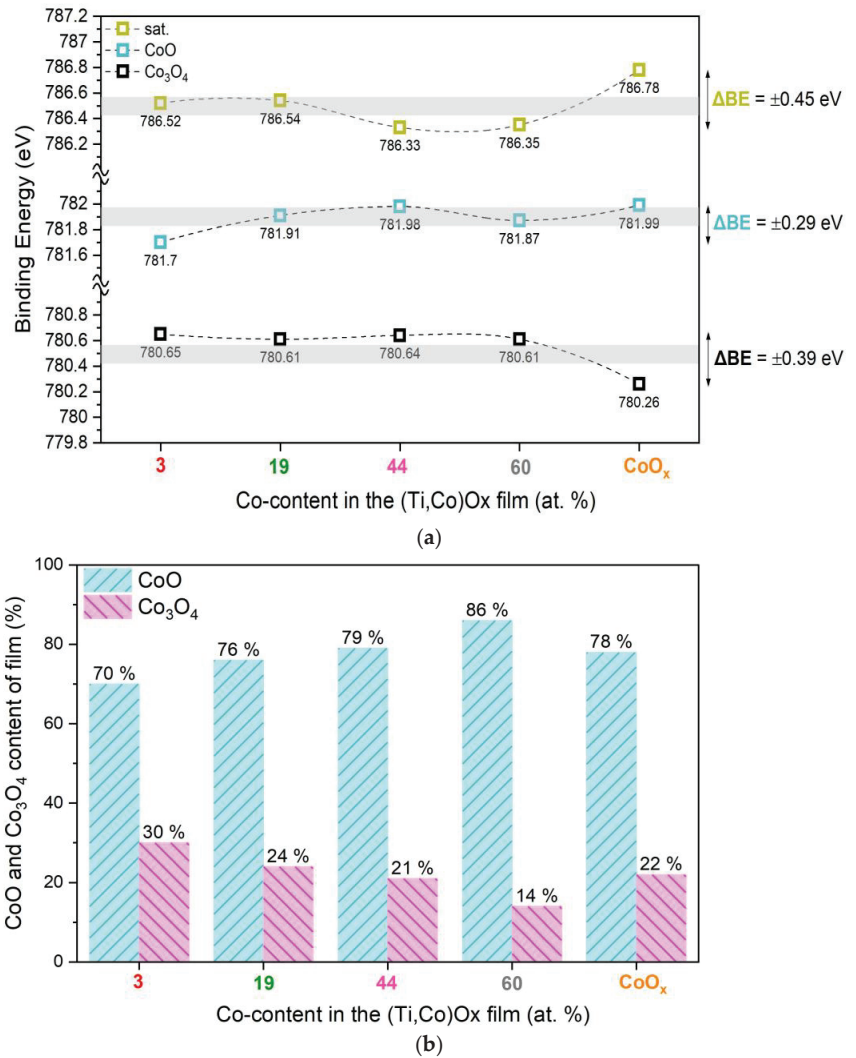 787.2
787
786.8
786.6
786.4
786.2
782
781.8
781.6
780.8
780.6
780.4
780.2
780
779.8
Binding Energy (eV)
sat.
CoO
Co₃O₄
786.52
786.54
786.33
786.35
786.78
781.7
781.91
781.98
781.87
781.99
780.65
780.61
780.64
780.61
780.26
ΔBE = ±0.45 eV
ΔBE = ±0.29 eV
ΔBE = ±0.39 eV
3 19 44 60 CoOₓ
Co-content in the (Ti,Co)Ox film (at. %)
(a)
100
80
60
40
20
0
CoO and Co₃O₄ content of film (%)
CoO
Co₃O₄
70 %
30 %
76 %
24 %
79 %
21 %
86 %
14 %
78 %
22 %
3 19 44 60 CoOₓ
Co-content in the (Ti,Co)Ox film (at. %)
(b)